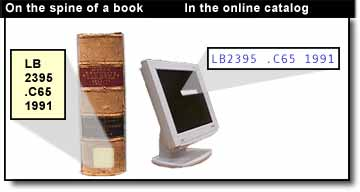 On the spine of a book
In the online catalog
LB
2395
.C65
1991
LB2395 .C65 1991